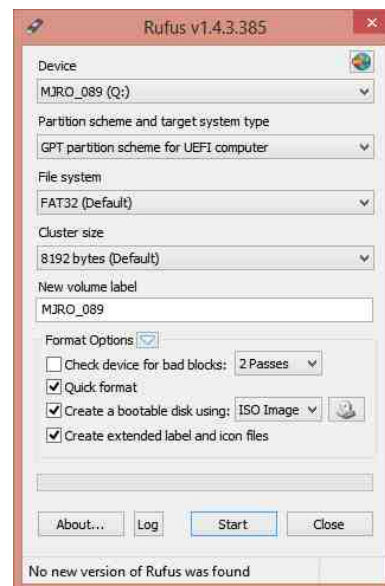 Rufus v1.4.3.385
Device
MJRO_089 (Q:)
Partition scheme and target system type
GPT partition scheme for UEFI computer
File system
FAT32 (Default)
Cluster size
8192 bytes (Default)
New volume label
MJRO_089
Format Options
Check device for bad blocks: 2 Passes
Quick format
Create a bootable disk using: ISO Image
Create extended label and icon files
About... Log Start Close
No new version of Rufus was found